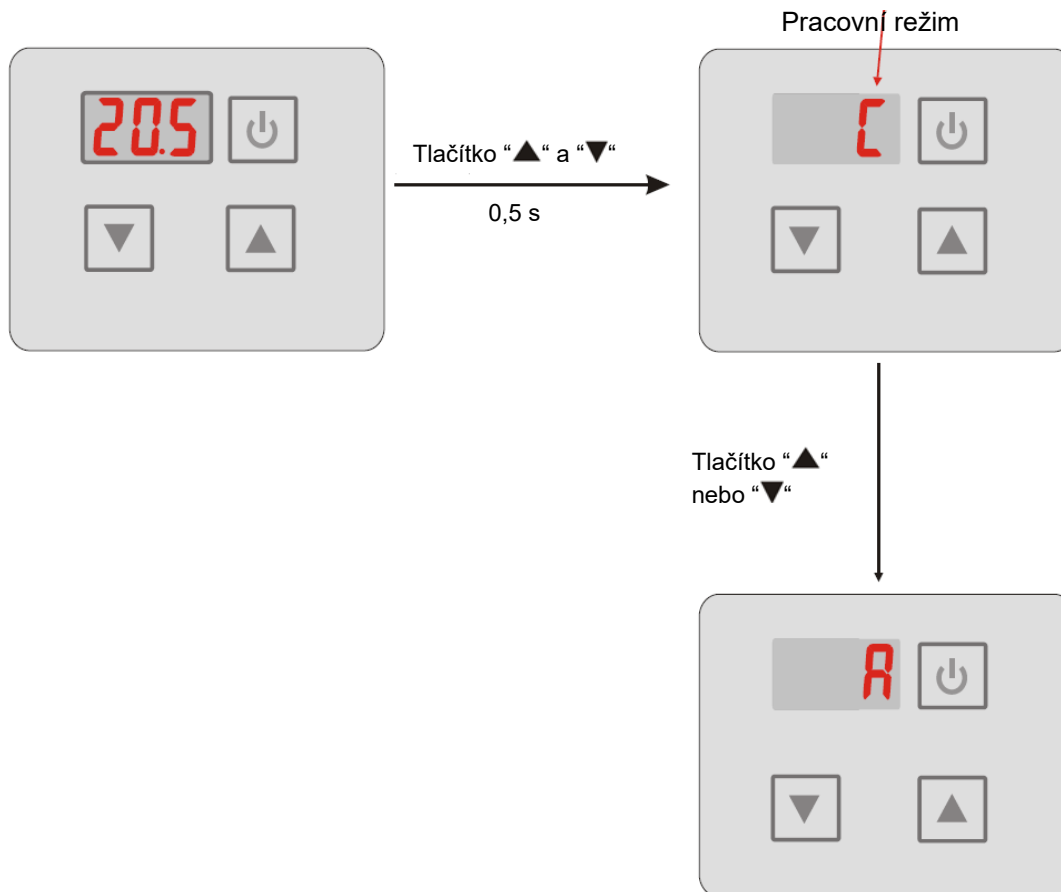 Pracovní režim
20.5
C
Tlačítko “▲“ a “▼“
0,5 s
Tlačítko “▲“
nebo “▼“
A